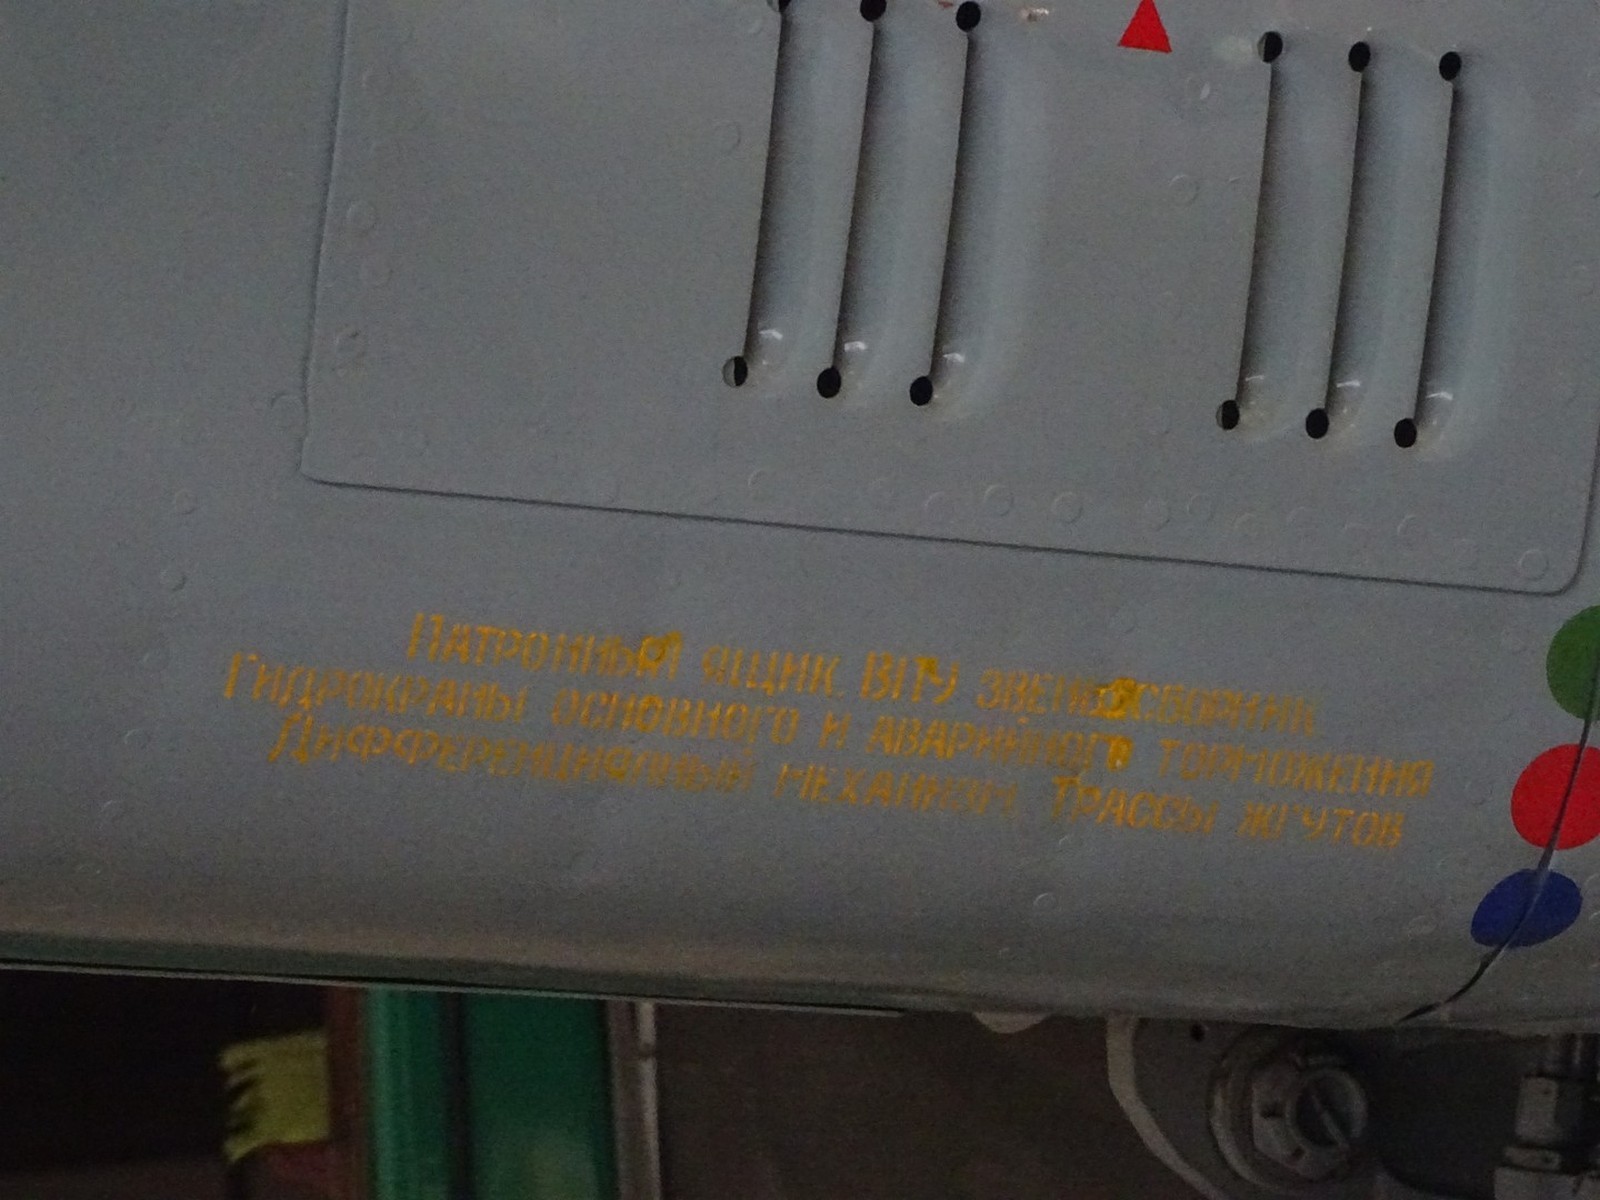 Патронный ящик ВПУ звеньесборник
Гидрокраны основного и аварийного торможения
Дифференциальный механизм. Трассы жгутов